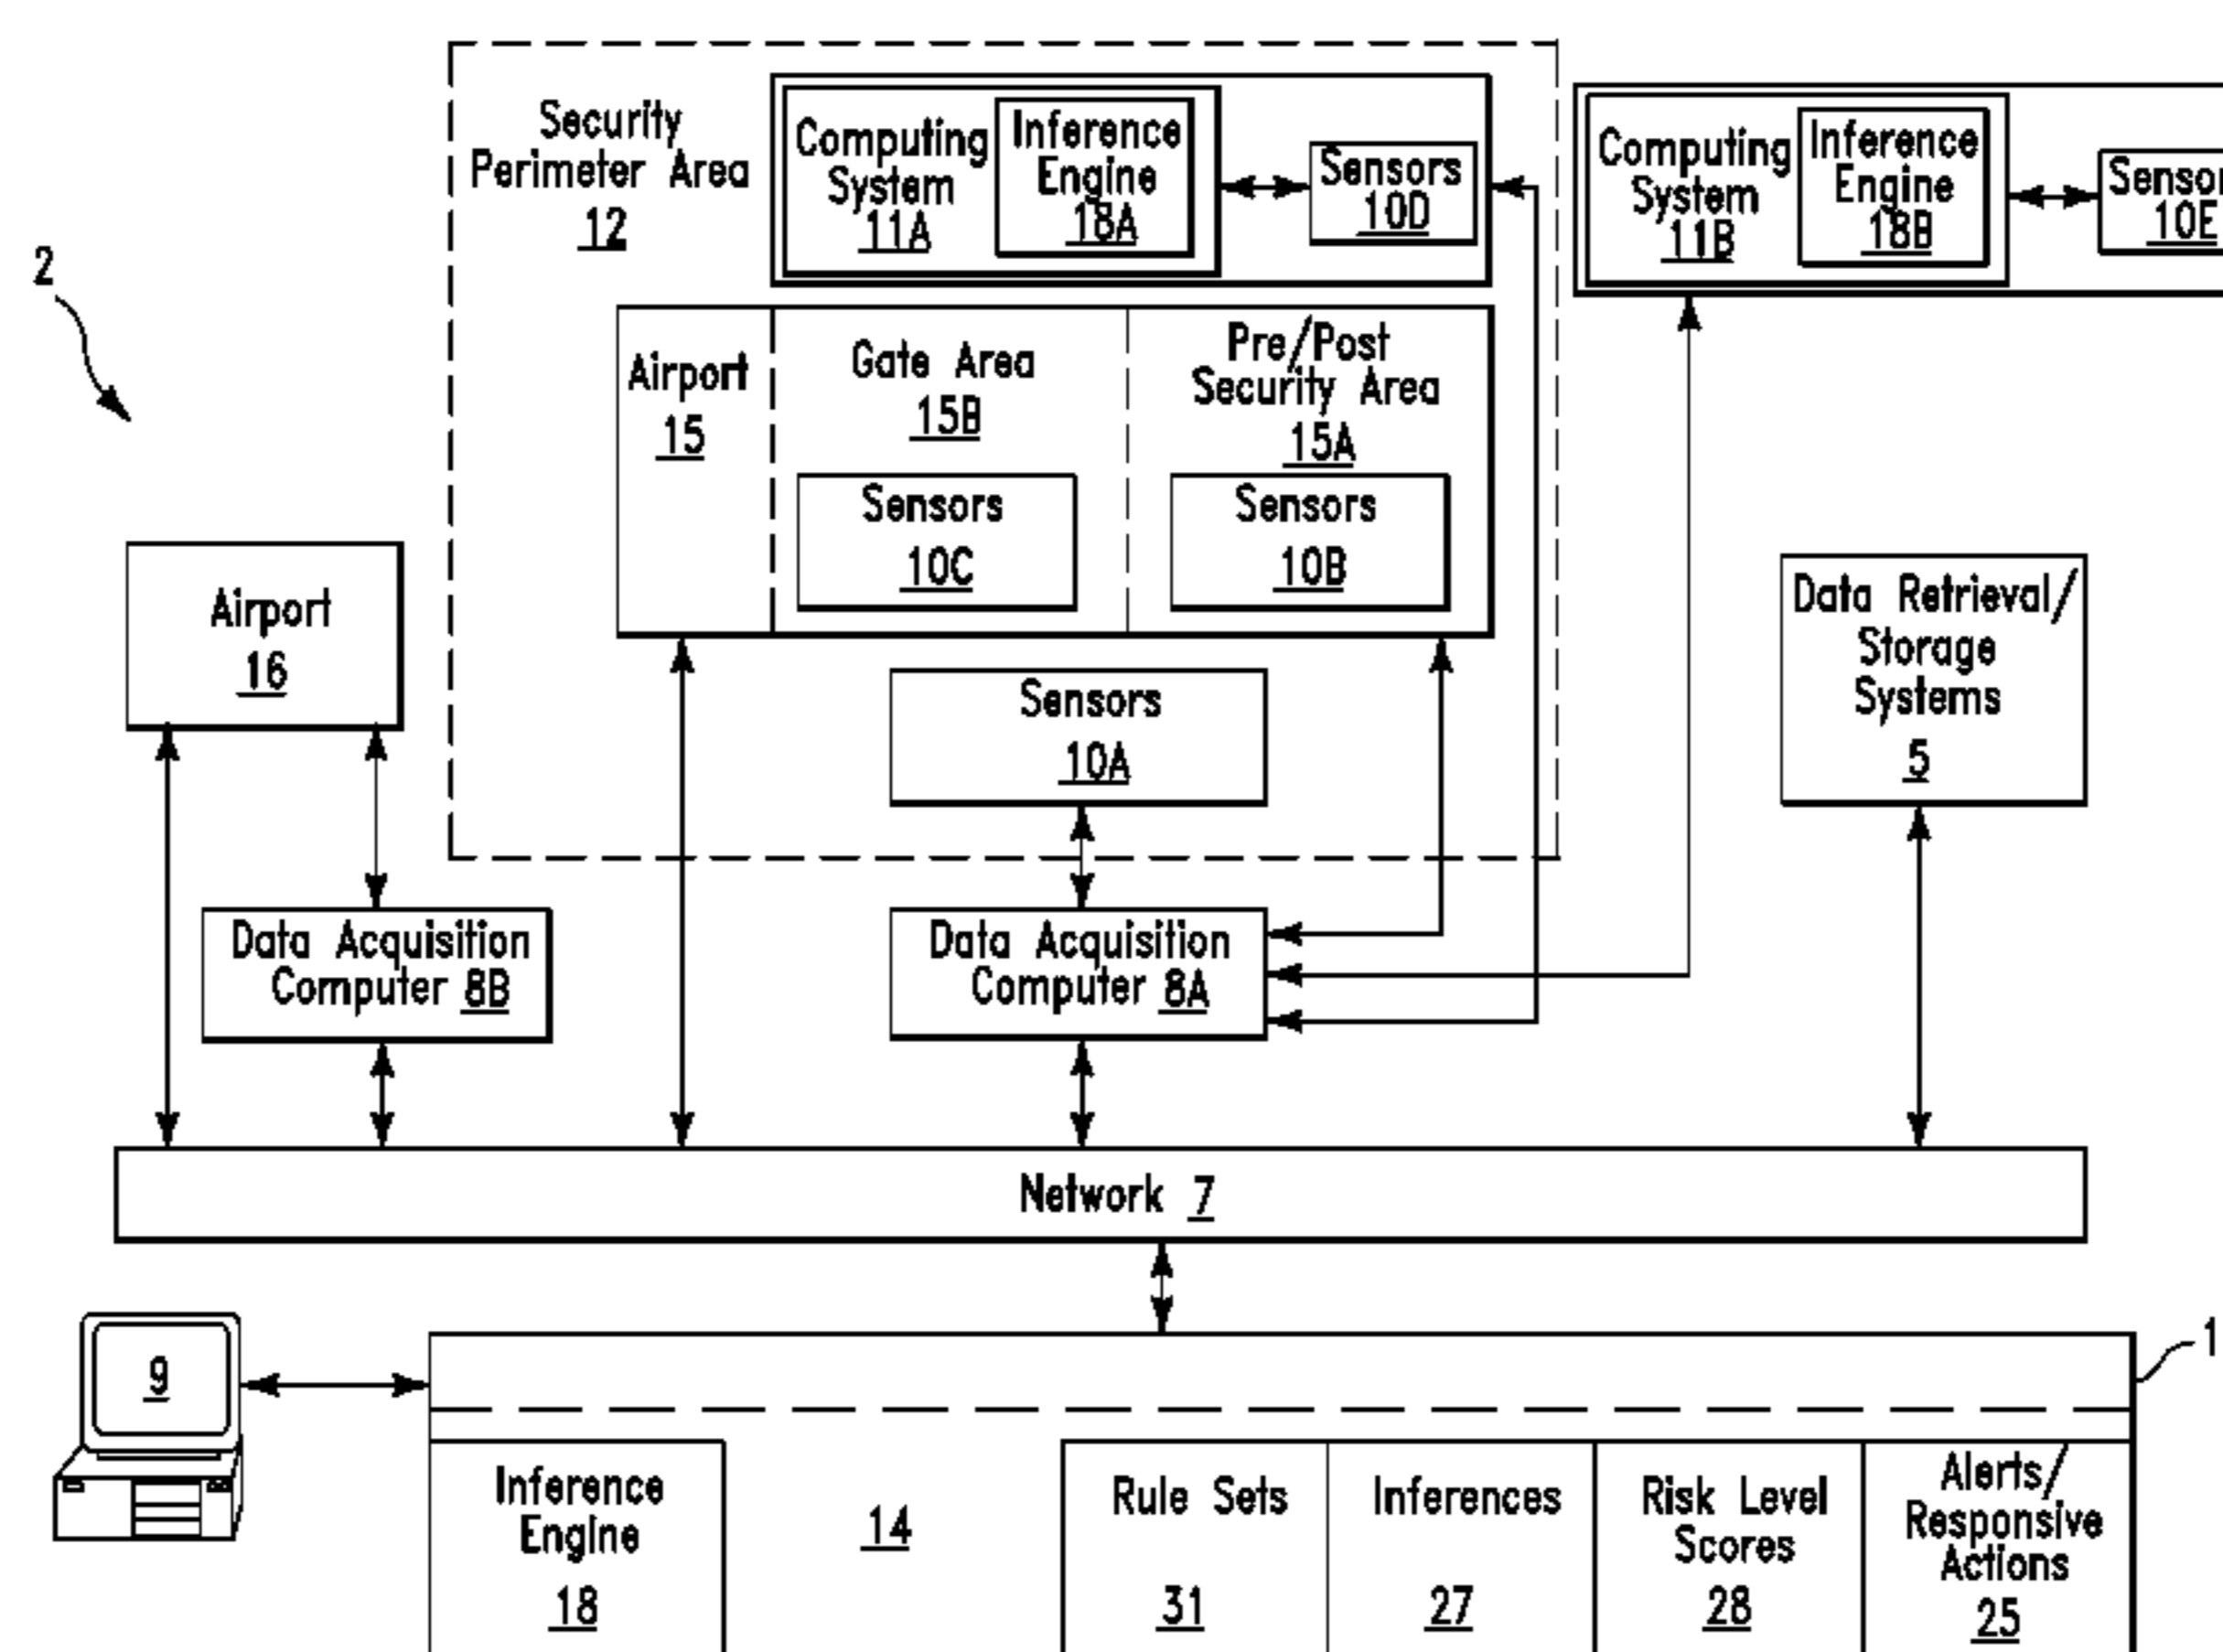 2
Security
Perimeter Area
12
Computing
System
11A
Inference
Engine
18A
Sensors
10D
Computing
System
11B
Inference
Engine
18B
10E
Airport
15
Gate Area
15B
Sensors
10C
Pre/Post
Security Area
15A
Sensors
10B
Airport
16
Sensors
10A
Data Retrieval/
Storage
Systems
5
Data Acquisition
Computer 8B
Data Acquisition
Computer 8A
Network 7
9
1
Inference
Engine
18
14
Rule Sets
31
Inferences
27
Risk Level
Scores
28
Alerts/
Responsive
Actions
25